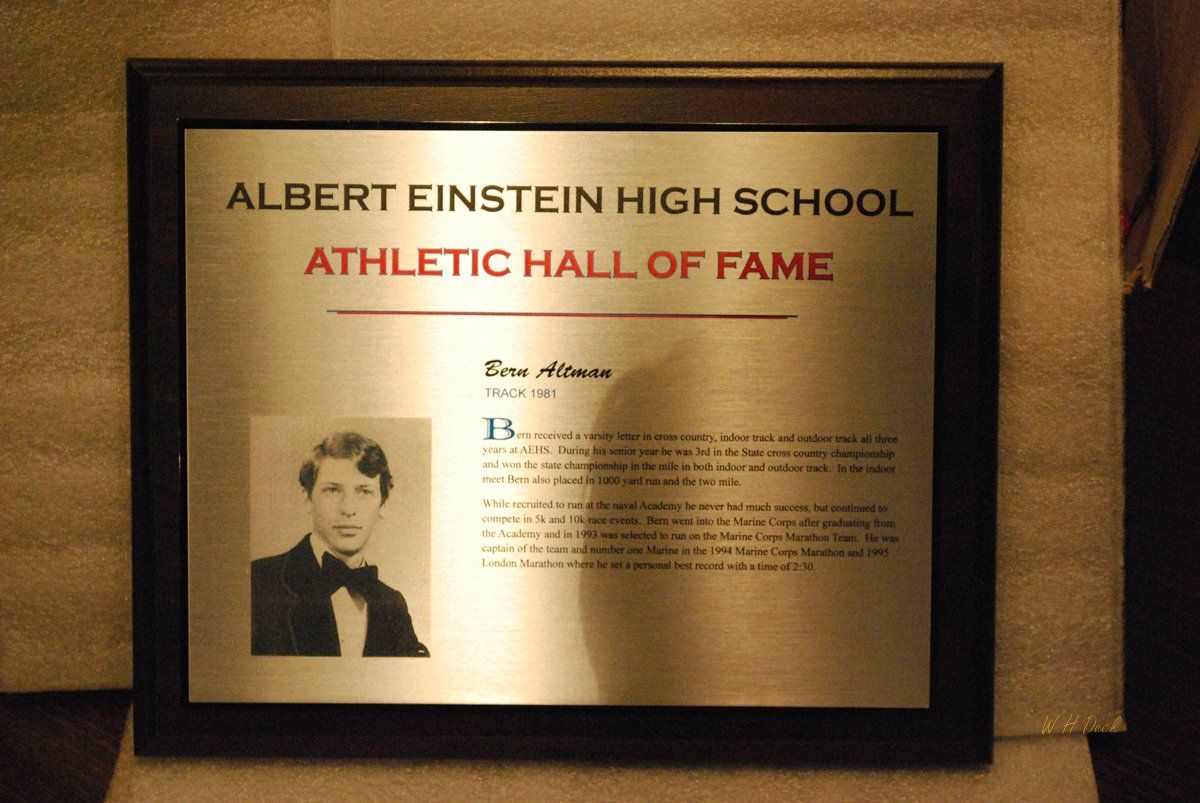 ALBERT EINSTEIN HIGH SCHOOL
ATHLETIC HALL OF FAME
Bern Altman
TRACK 1981
Bern received a varsity letter in cross country, indoor track and outdoor track all three
years at AEHS. During his senior year he was 3rd in the State cross country championship
and won the state championship in the mile in both indoor and outdoor track. In the indoor
meet Bern also placed in 1000 yard run and the two mile.
While recruited to run at the naval Academy he never had much success, but continued to
compete in 5k and 10k race events. Bern went into the Marine Corps after graduating from
the Academy and in 1993 was selected to run on the Marine Corps Marathon Team. He was
captain of the team and number one Marine in the 1994 Marine Corps Marathon and 1995
London Marathon where he set a personal best record with a time of 2:30.
W H Deck